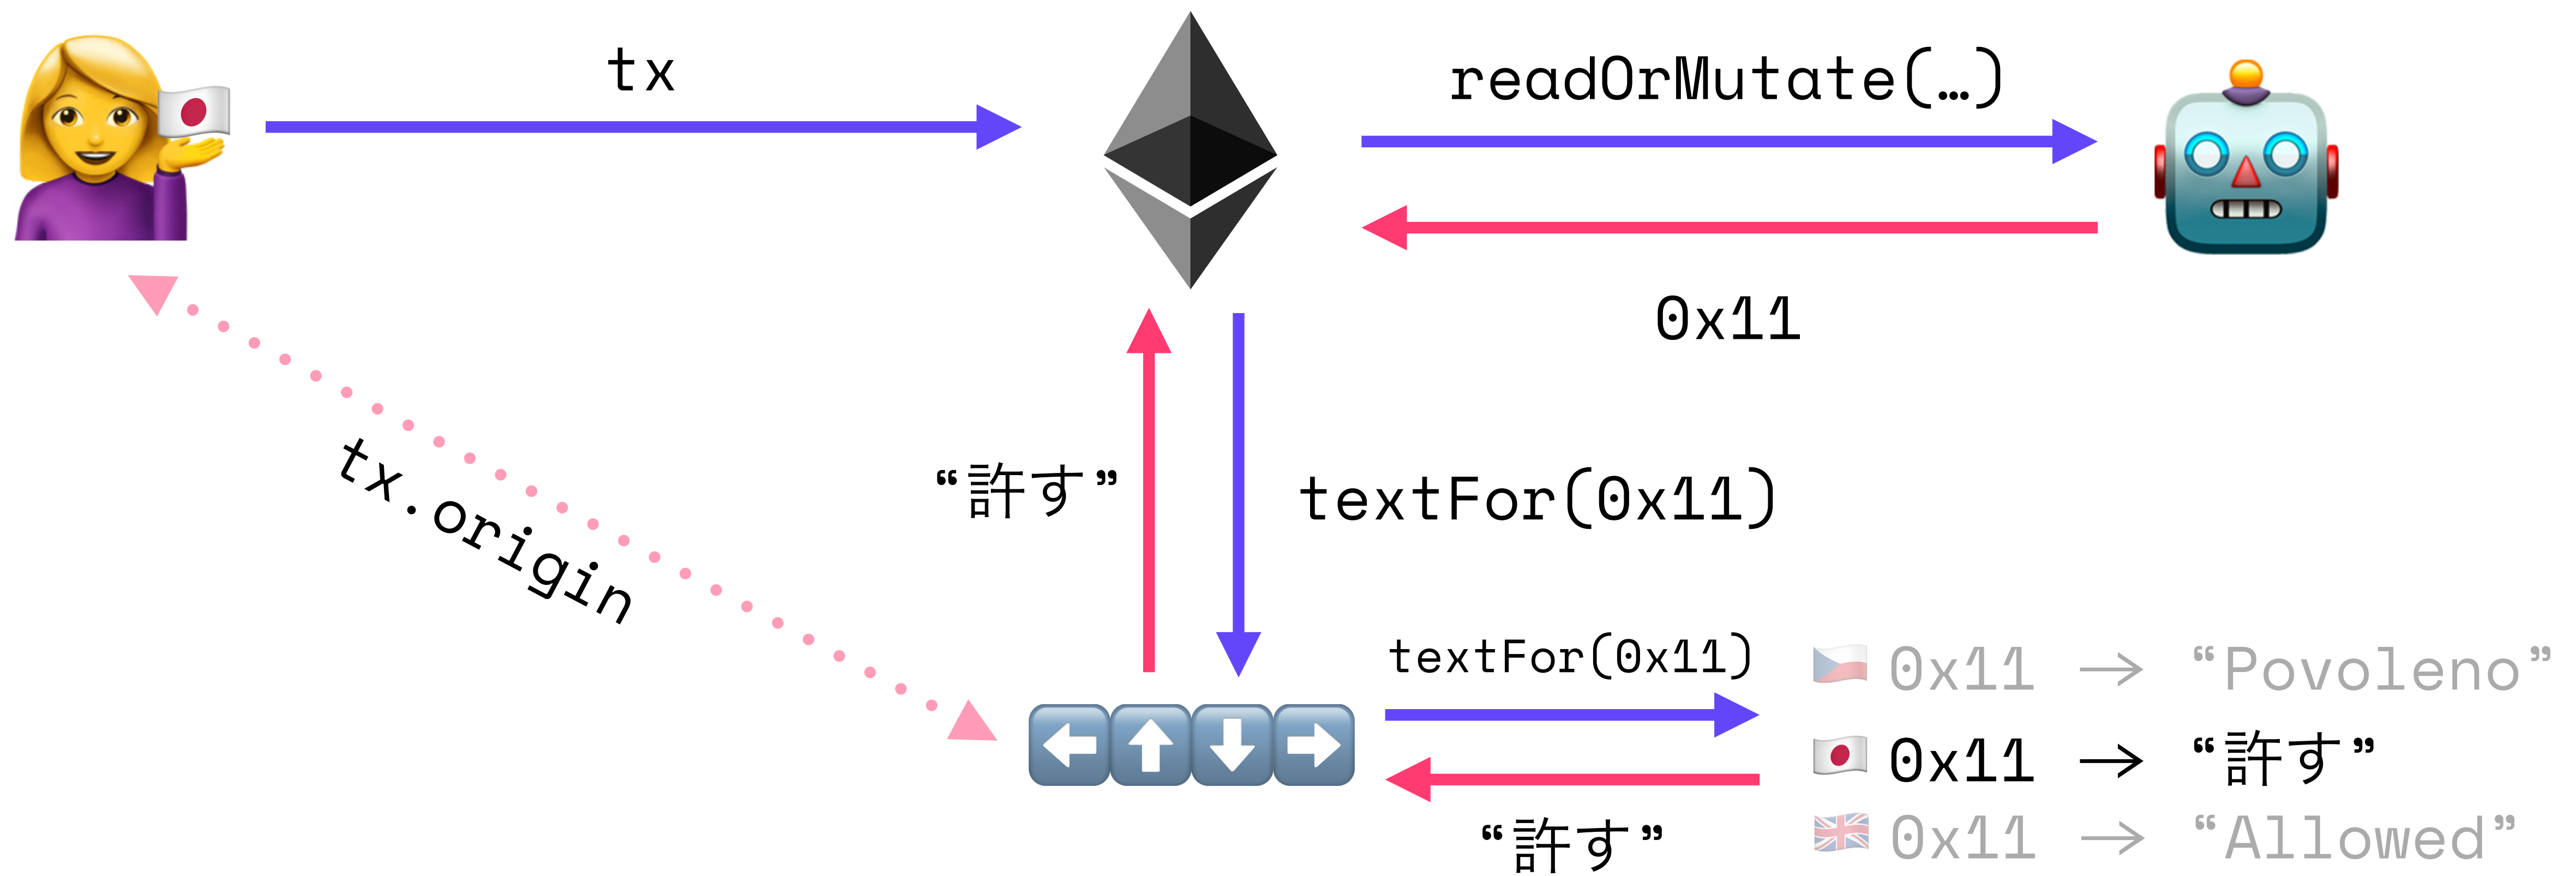 tx
readOrMutate(…)
0x11
tx.origin
“許す”
textFor(0x11)
textFor(0x11)
“許す”
0x11 → “Povoleno”
0x11 → “許す”
0x11 → “Allowed”